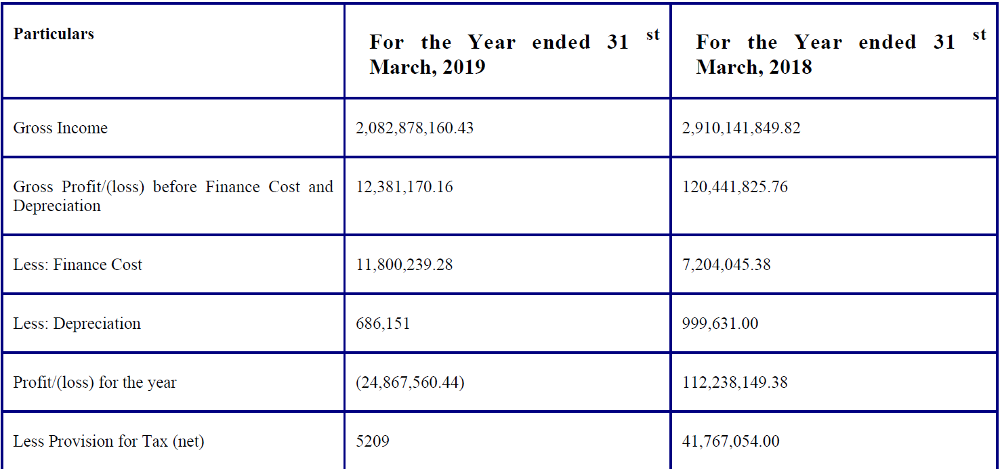 Particulars
For the Year ended 31 st
March, 2019
For the Year ended 31 st
March, 2018
Gross Income
2,082,878,160.43
2,910,141,849.82
Gross Profit/(loss) before Finance Cost and
Depreciation
12,381,170.16
120,441,825.76
Less: Finance Cost
11,800,239.28
7,204,045.38
Less: Depreciation
686,151
999,631.00
Profit/(loss) for the year
(24,867,560.44)
112,238,149.38
Less Provision for Tax (net)
5209
41,767,054.00